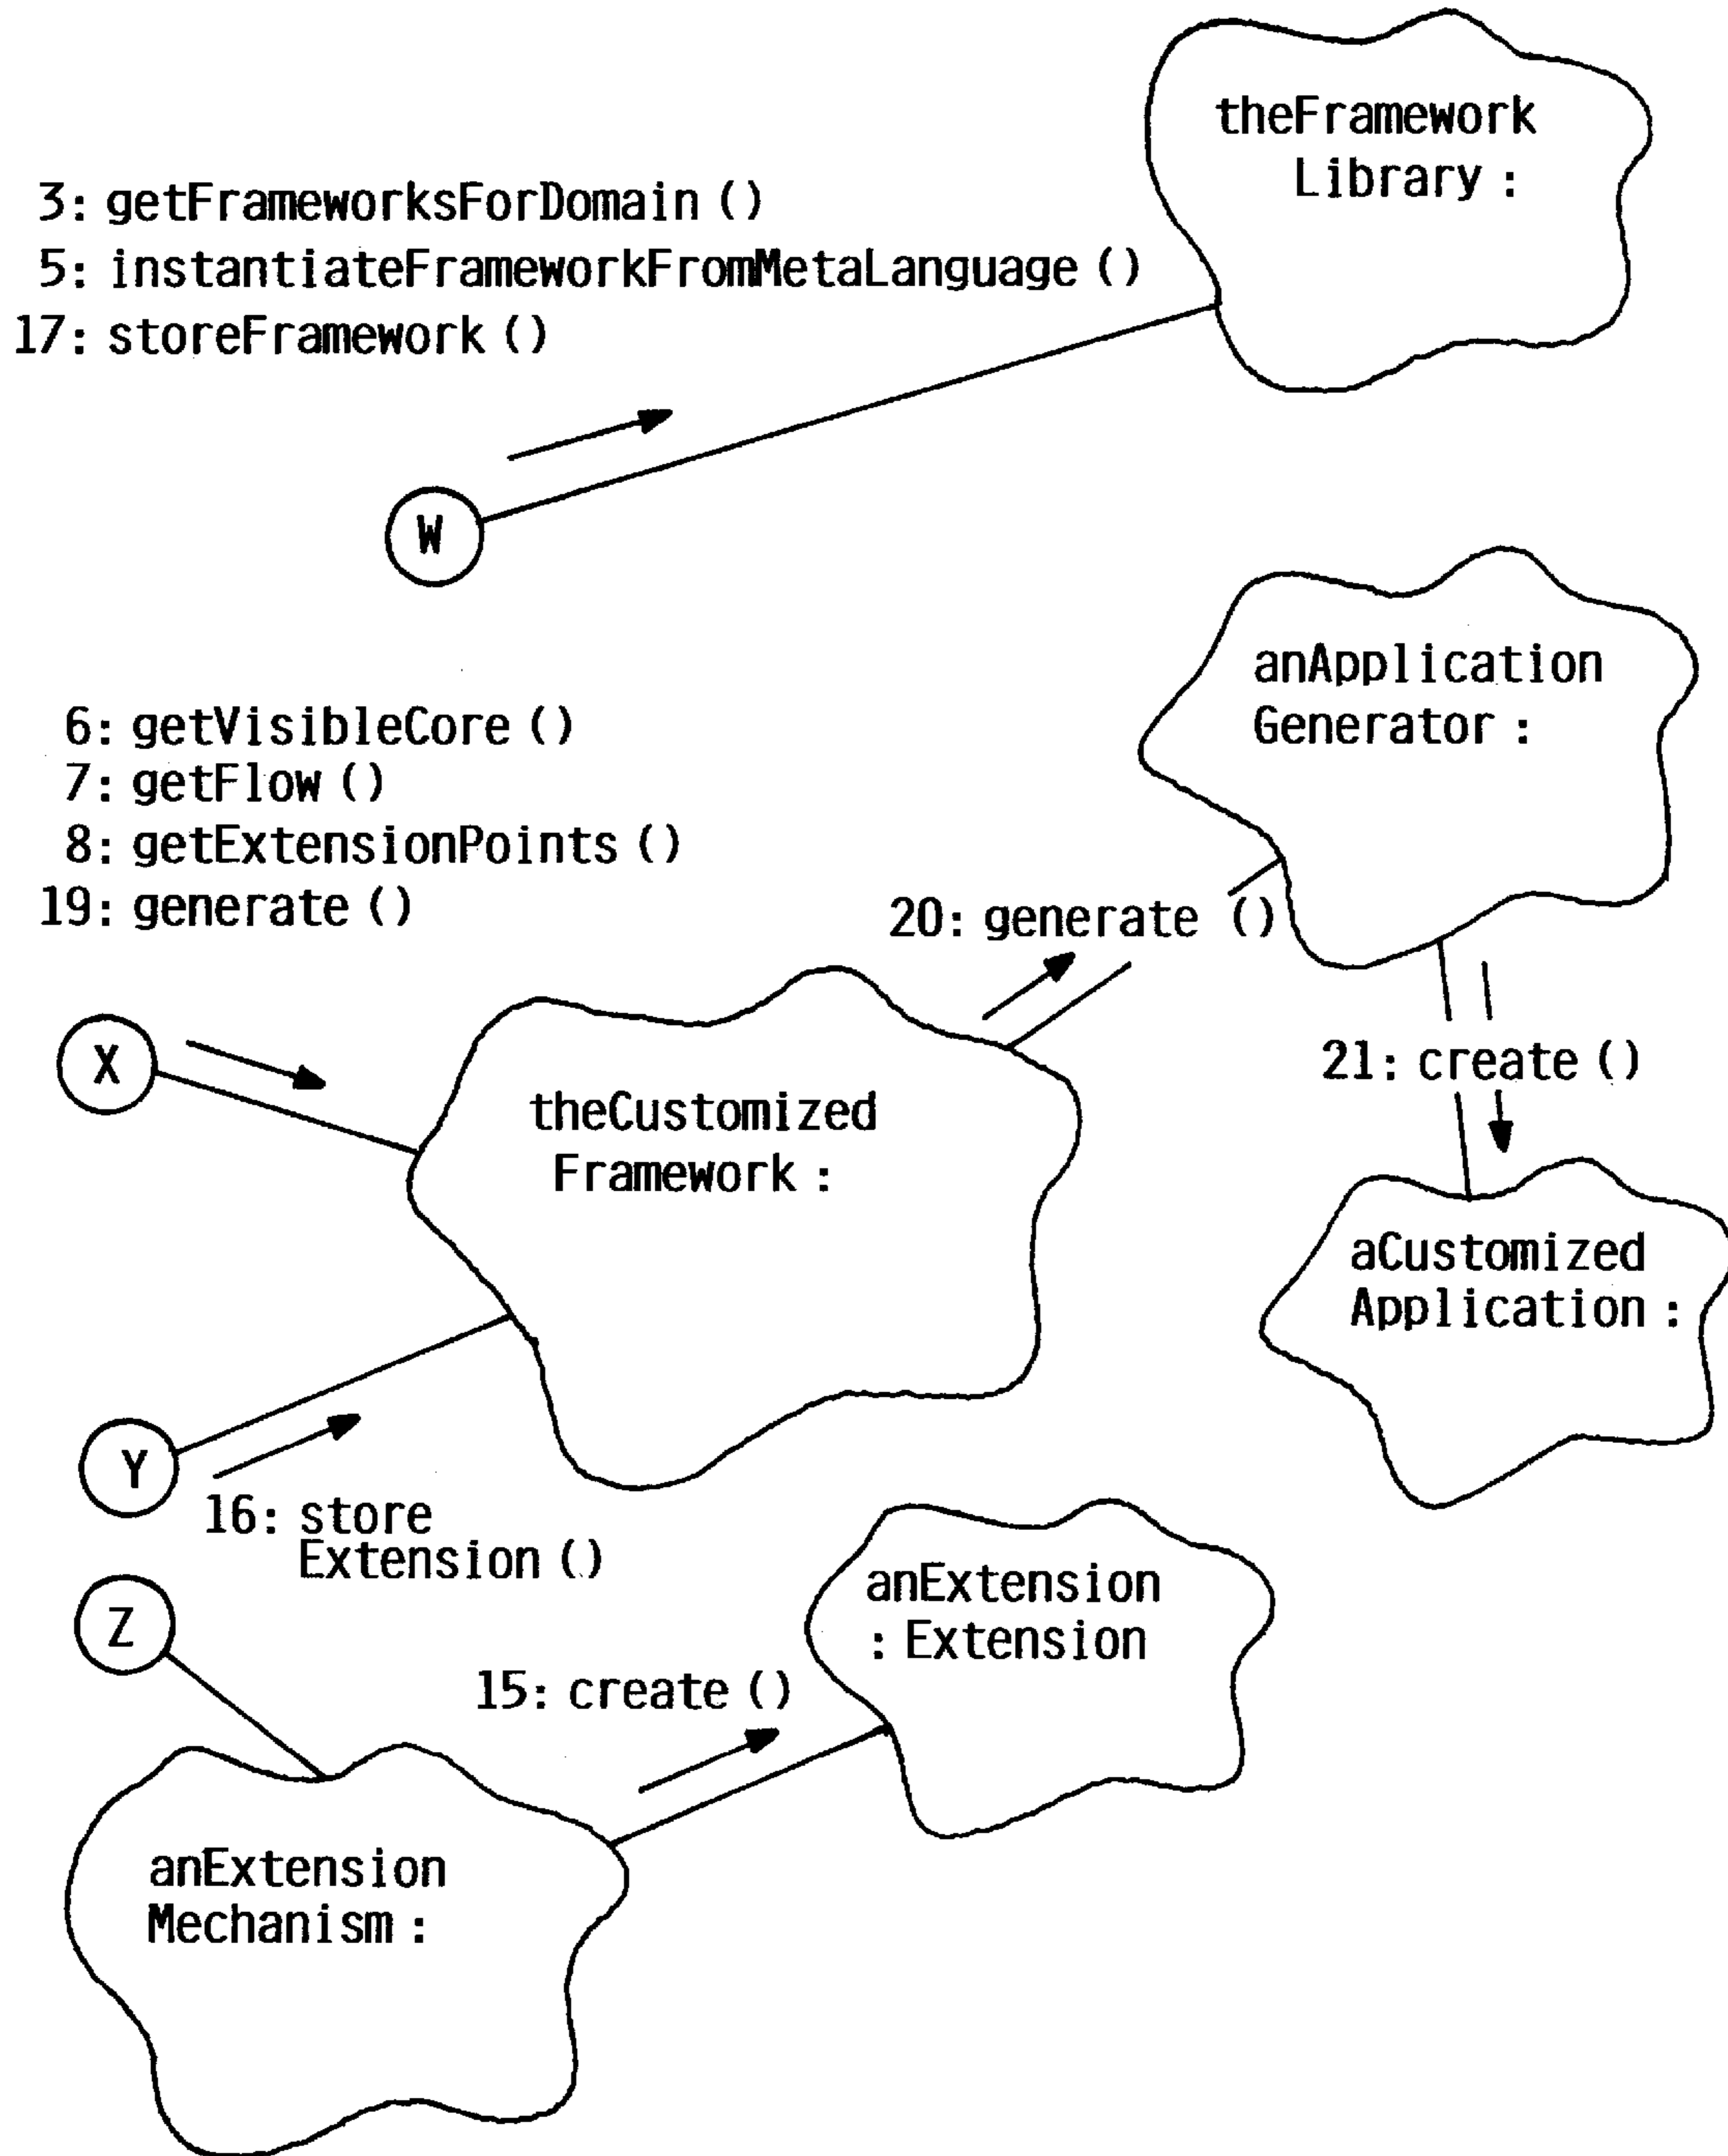 theFramework
Library :
3: getFrameworksForDomain ()
5: instantiateFrameworkFromMetaLanguage ()
17: storeFramework ()
W
anApplication
Generator :
6: getVisibleCore ()
7: getFlow ()
8: getExtensionPoints ()
19: generate ()
20: generate ()
X
21: create ()
theCustomized
Framework :
aCustomized
Application :
Y
16: store
Extension ()
anExtension
: Extension
Z
15: create ()
anExtension
Mechanism :